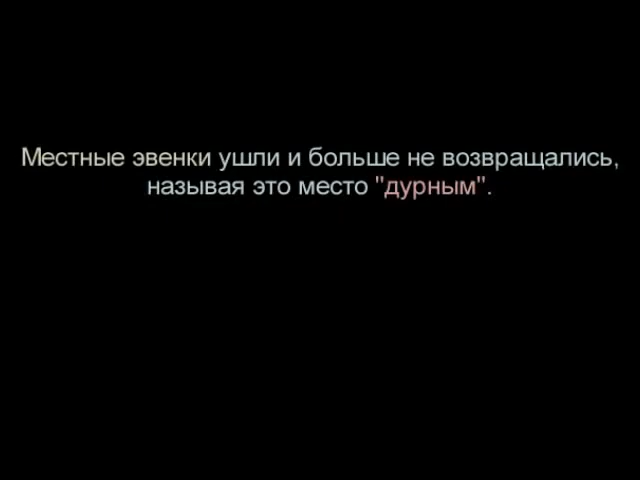 Местные эвенки ушли и больше не возвращались,
называя это место "дурным".